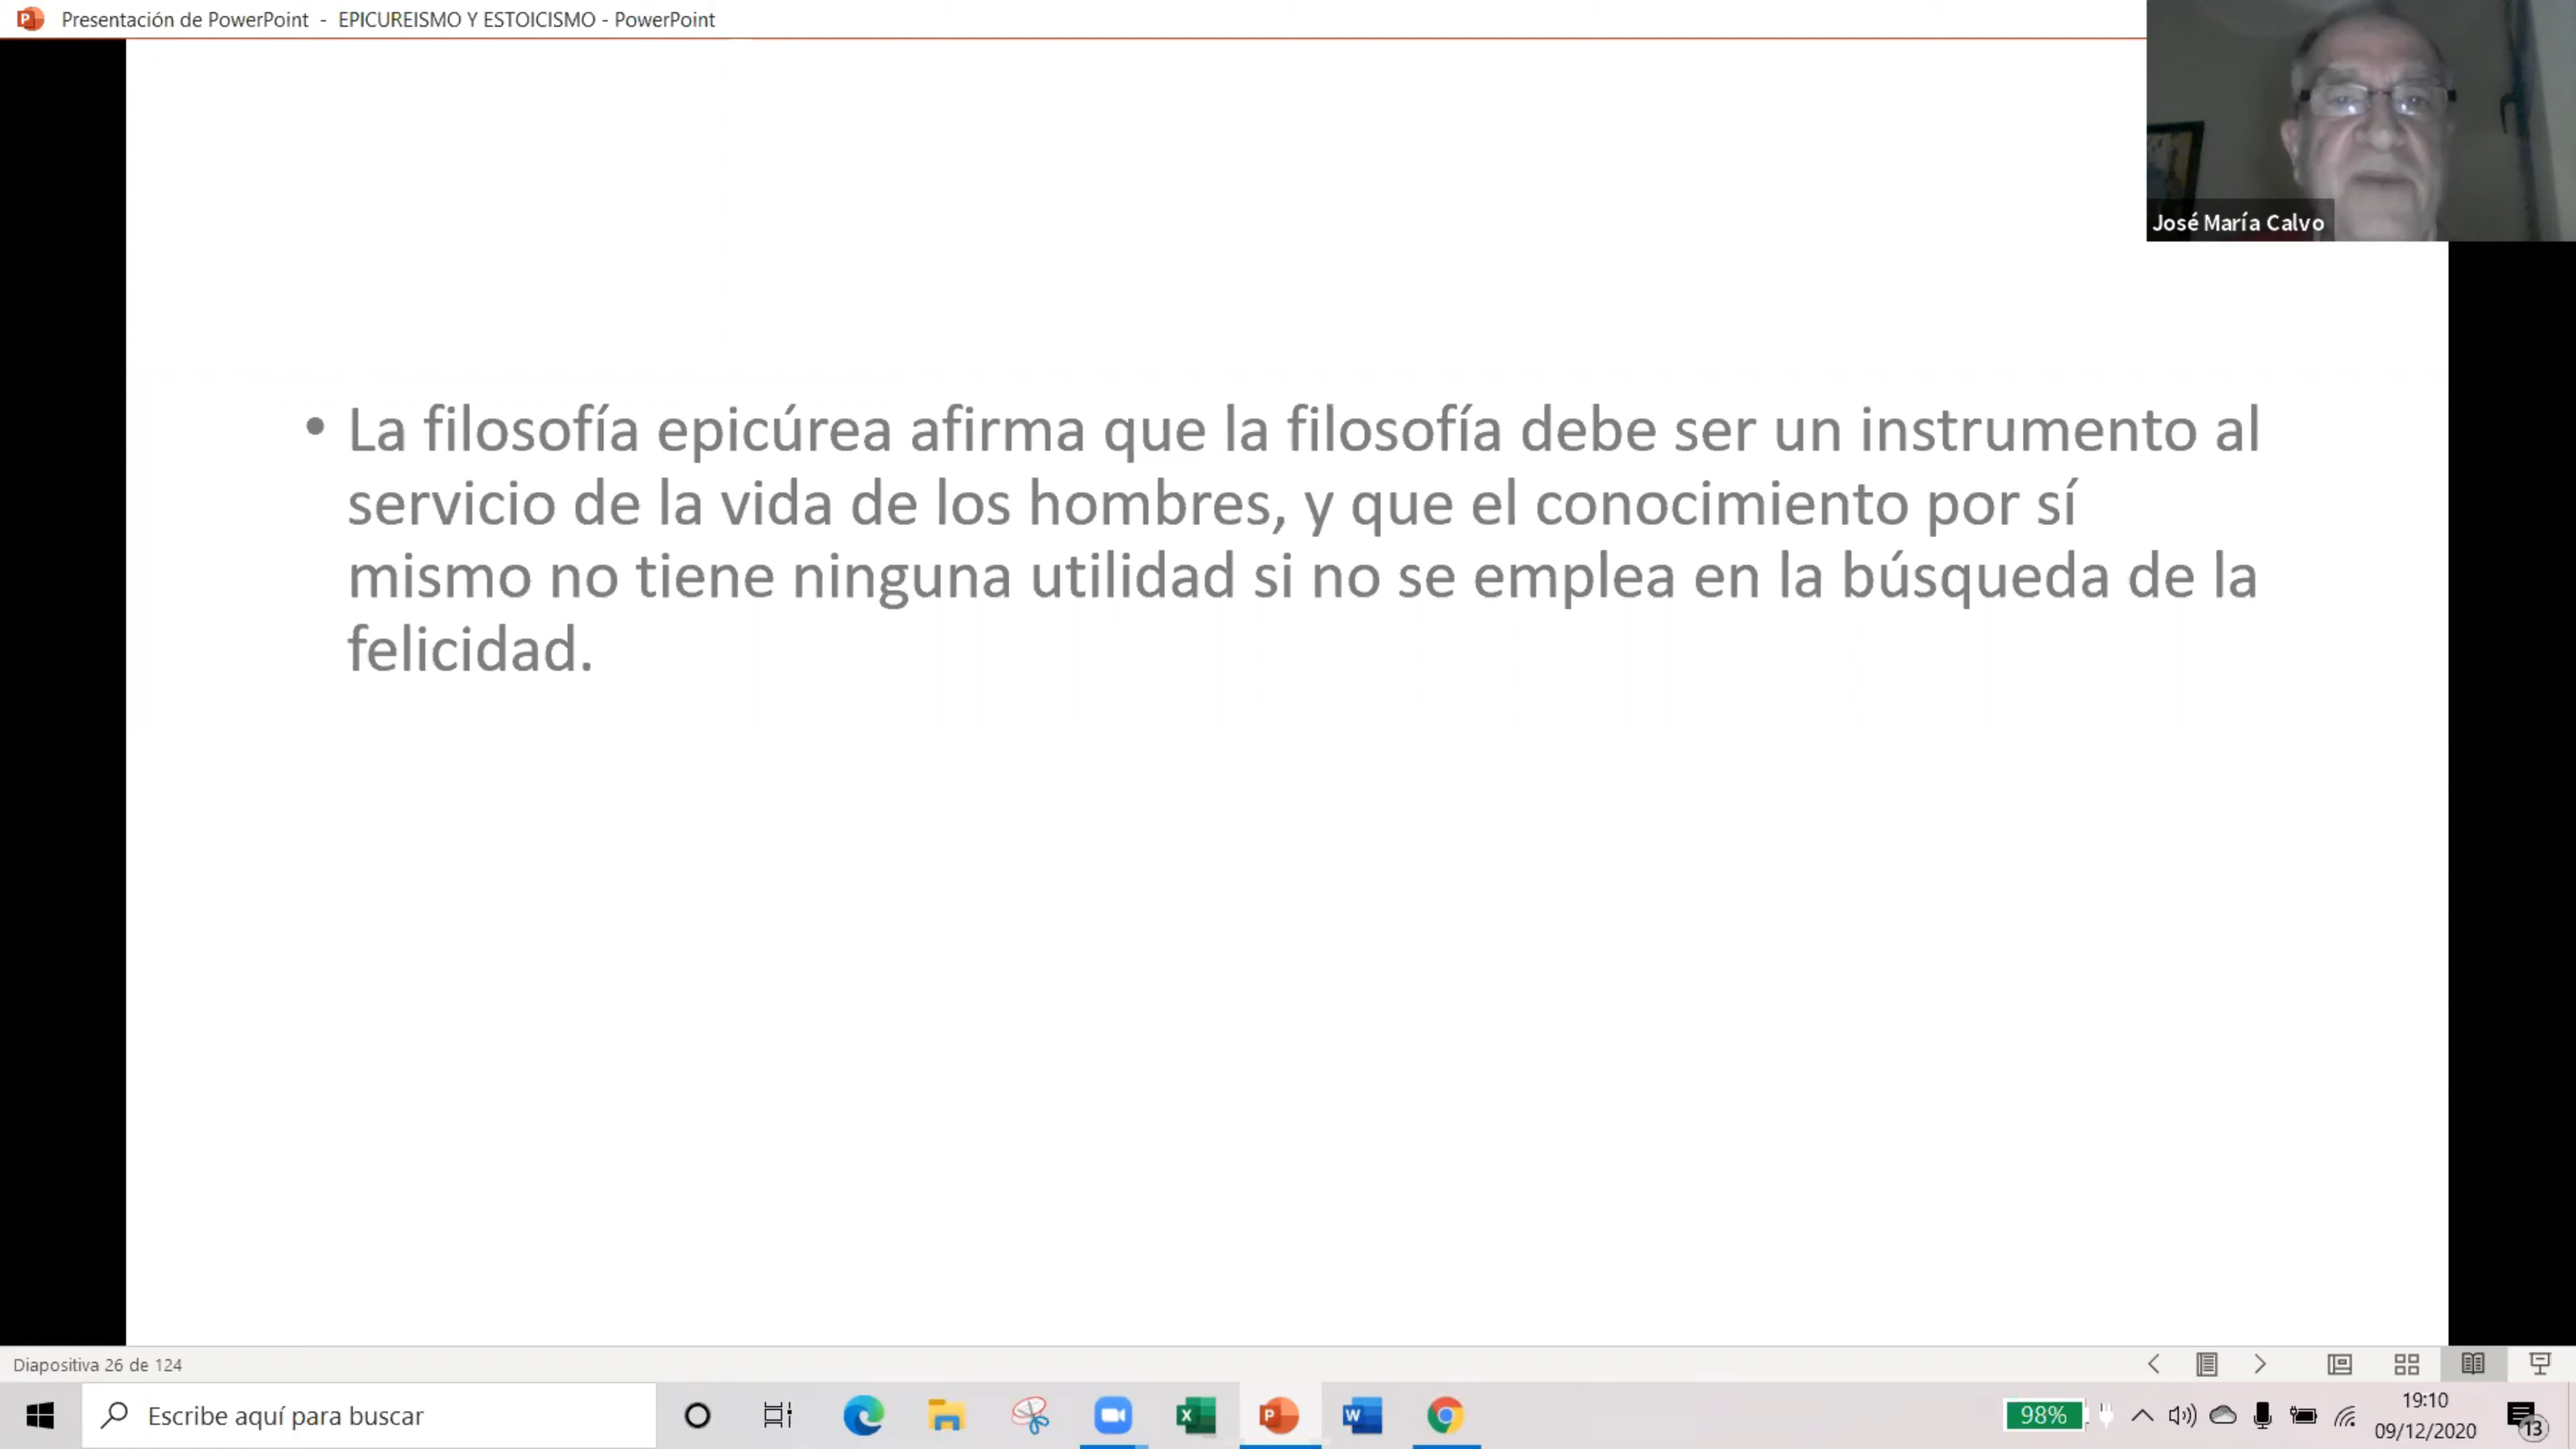 Presentación de PowerPoint - EPICUREISMO Y ESTOICISMO - PowerPoint
José María Calvo
• La filosofía epicúrea afirma que la filosofía debe ser un instrumento al
servicio de la vida de los hombres, y que el conocimiento por sí
mismo no tiene ninguna utilidad si no se emplea en la búsqueda de la
felicidad.
Diapositiva 26 de 124
Escribe aquí para buscar
98%
19:10
09/12/2020
13